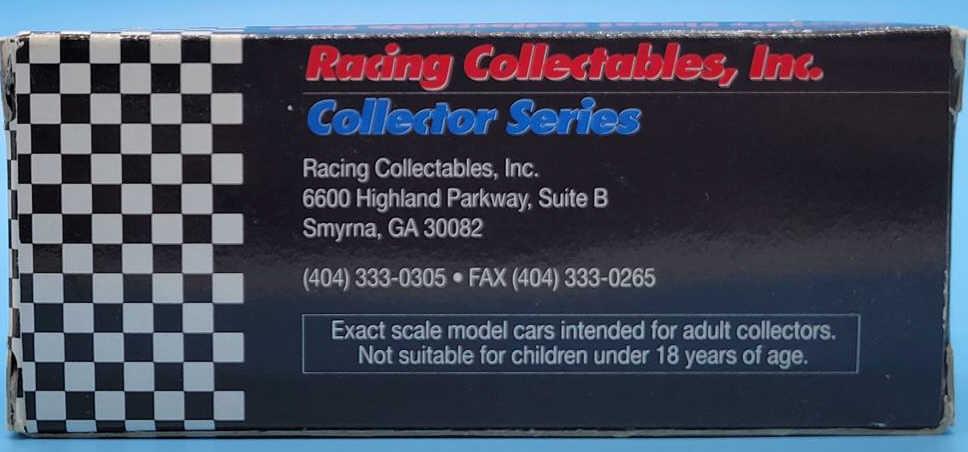 Racing Collectables, Inc.
Collector Series
Racing Collectables, Inc.
6600 Highland Parkway, Suite B
Smyrna, GA 30082
(404) 333-0305 • FAX (404) 333-0265
Exact scale model cars intended for adult collectors.
Not suitable for children under 18 years of age.